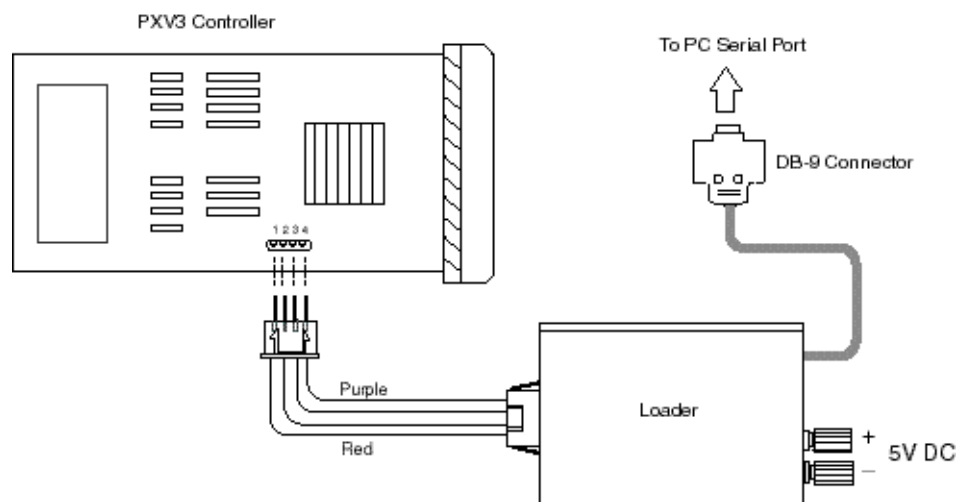 PXV3 Controller
To PC Serial Port
DB-9 Connector
1 2 3 4
Purple
Loader
Red
+
5V DC
−